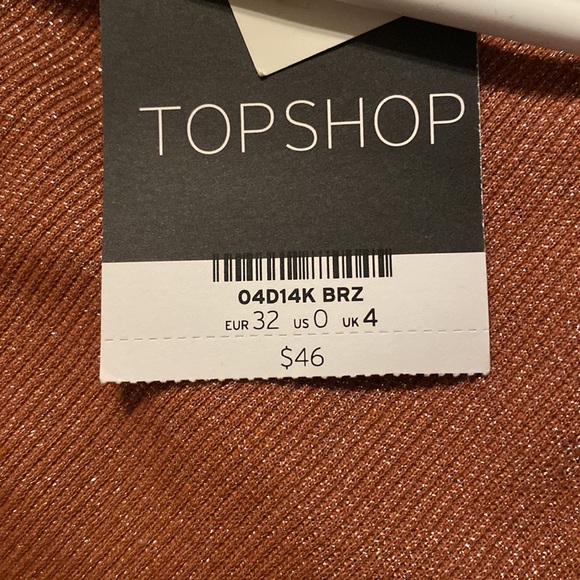 TOPSHOP
04D14K BRZ
EUR 32 US 0 UK 4
$46